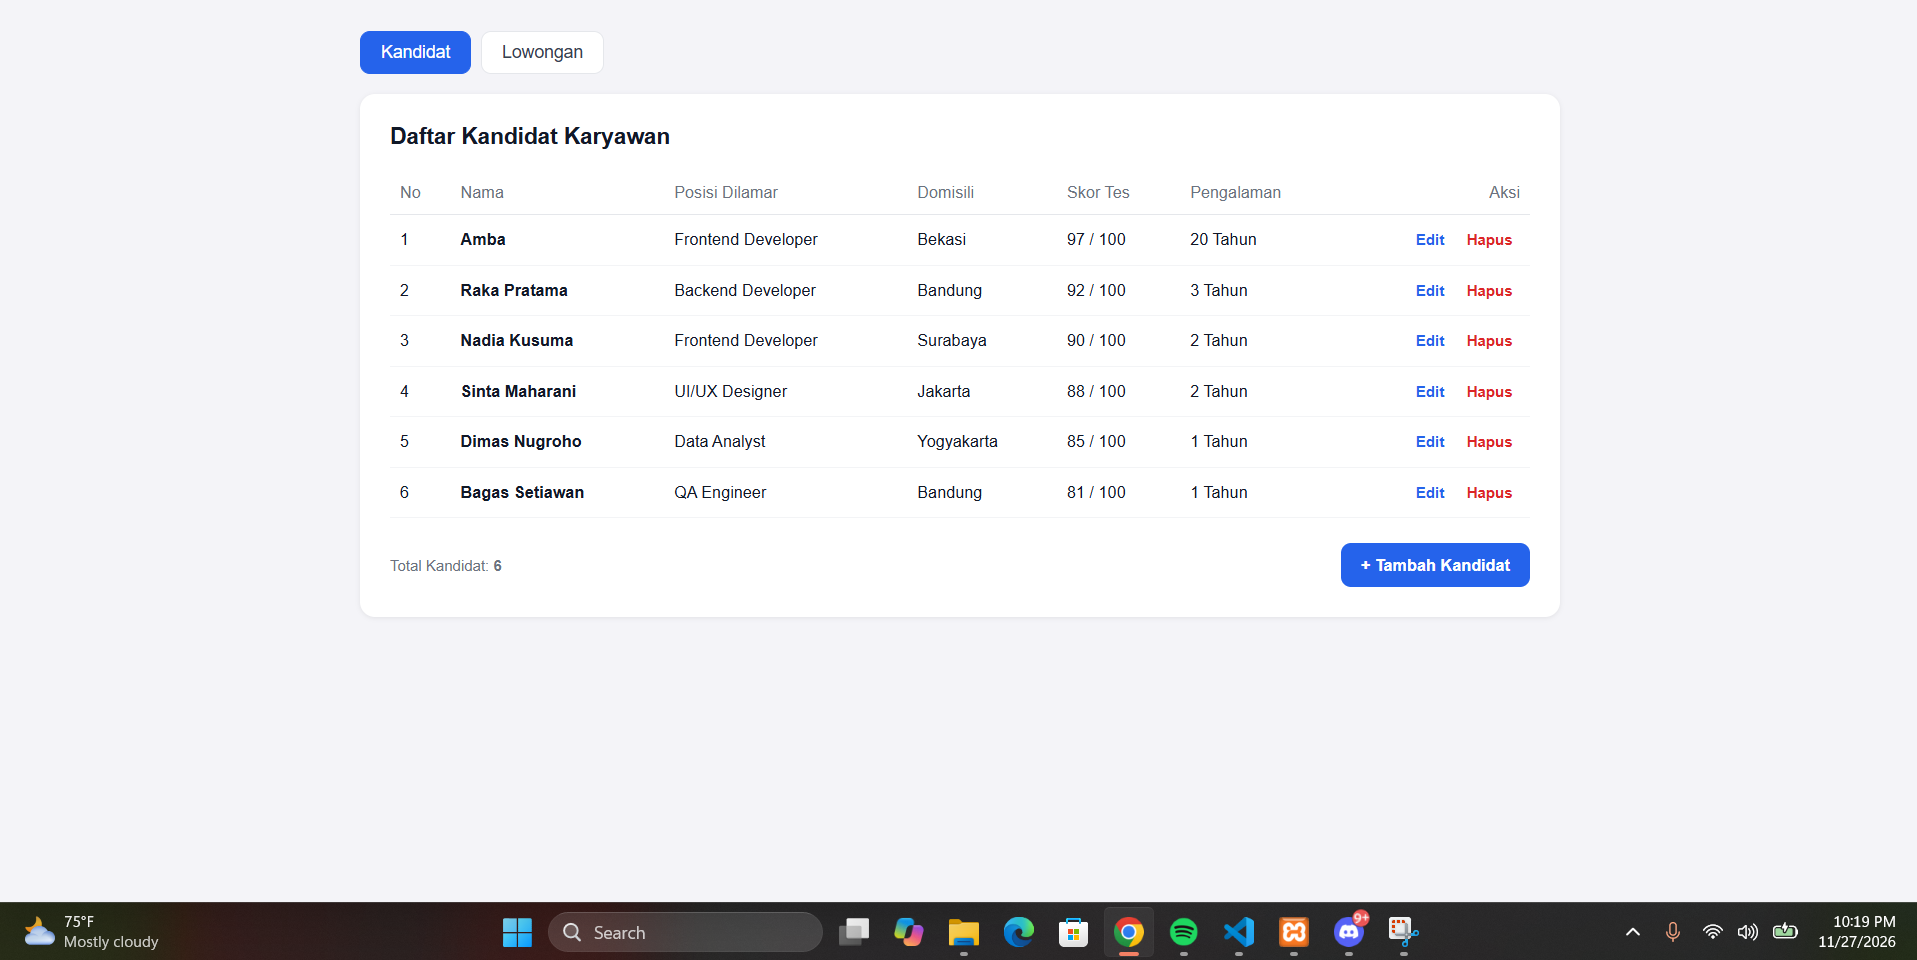 Kandidat Lowongan
Daftar Kandidat Karyawan
No Nama Posisi Dilamar Domisili Skor Tes Pengalaman Aksi
1 Amba Frontend Developer Bekasi 97 / 100 20 Tahun Edit Hapus
2 Raka Pratama Backend Developer Bandung 92 / 100 3 Tahun Edit Hapus
3 Nadia Kusuma Frontend Developer Surabaya 90 / 100 2 Tahun Edit Hapus
4 Sinta Maharani UI/UX Designer Jakarta 88 / 100 2 Tahun Edit Hapus
5 Dimas Nugroho Data Analyst Yogyakarta 85 / 100 1 Tahun Edit Hapus
6 Bagas Setiawan QA Engineer Bandung 81 / 100 1 Tahun Edit Hapus
Total Kandidat: 6 + Tambah Kandidat
75°F
Mostly cloudy
Search
9+
10:19 PM
11/27/2026